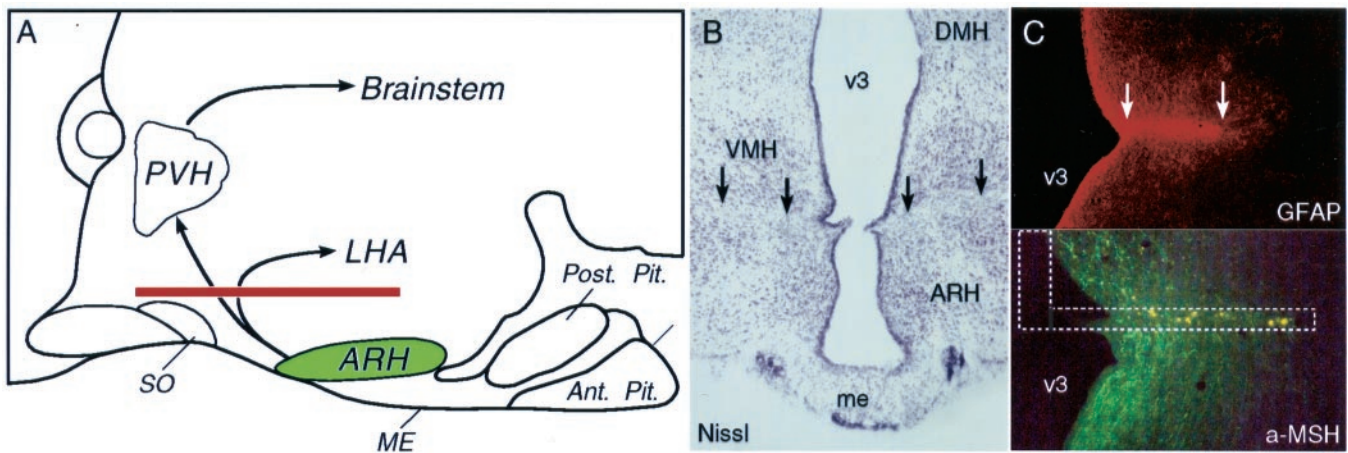 A
Brainstem
PVH
LHA
Post. Pit.
ARH
SO
Ant. Pit.
ME
B
DMH
v3
VMH
ARH
me
Nissl
C
v3
GFAP
v3
a-MSH